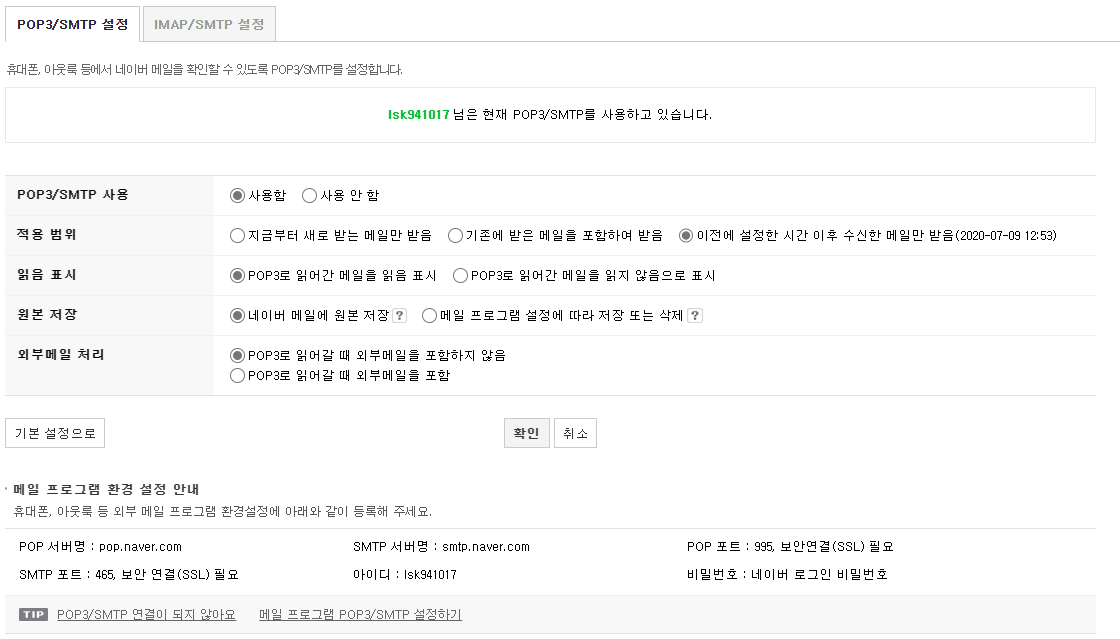 POP3/SMTP 설정 IMAP/SMTP 설정
휴대폰, 아웃룩 등에서 네이버 메일을 확인할 수 있도록 POP3/SMTP를 설정합니다.
lsk941017 님은 현재 POP3/SMTP를 사용하고 있습니다.
POP3/SMTP 사용 사용함 사용 안 함
적용 범위 지금부터 새로 받는 메일만 받음 기존에 받은 메일을 포함하여 받음 이전에 설정한 시간 이후 수신한 메일만 받음(2020-07-09 12:53)
읽음 표시 POP3로 읽어간 메일을 읽음 표시 POP3로 읽어간 메일을 읽지 않음으로 표시
원본 저장 네이버 메일에 원본 저장 ? 메일 프로그램 설정에 따라 저장 또는 삭제 ?
외부메일 처리 POP3로 읽어갈 때 외부메일을 포함하지 않음
POP3로 읽어갈 때 외부메일을 포함
기본 설정으로 확인 취소
· 메일 프로그램 환경 설정 안내
휴대폰, 아웃룩 등 외부 메일 프로그램 환경설정에 아래와 같이 등록해 주세요.
POP 서버명 : pop.naver.com SMTP 서버명 : smtp.naver.com POP 포트 : 995, 보안연결(SSL) 필요
SMTP 포트 : 465, 보안 연결(SSL) 필요 아이디 : lsk941017 비밀번호 : 네이버 로그인 비밀번호
TIP POP3/SMTP 연결이 되지 않아요 메일 프로그램 POP3/SMTP 설정하기